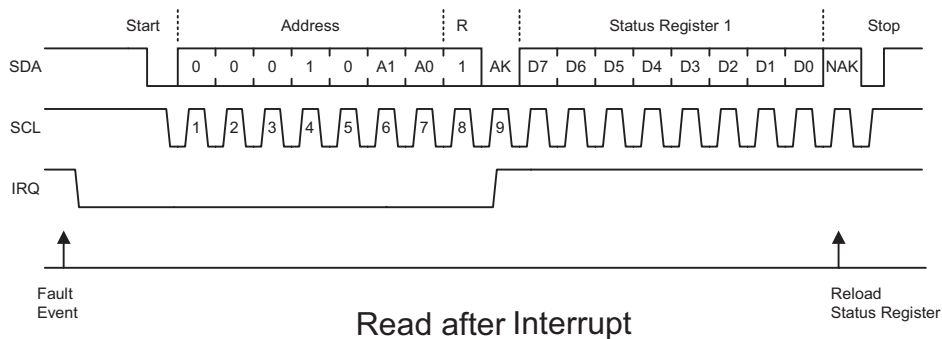 Start Address R Status Register 1 Stop
SDA 0 0 0 1 0 A1 A0 1 AK D7 D6 D5 D4 D3 D2 D1 D0 NAK
SCL 1 2 3 4 5 6 7 8 9
IRQ
Fault
Event
Reload
Status Register
Read after Interrupt